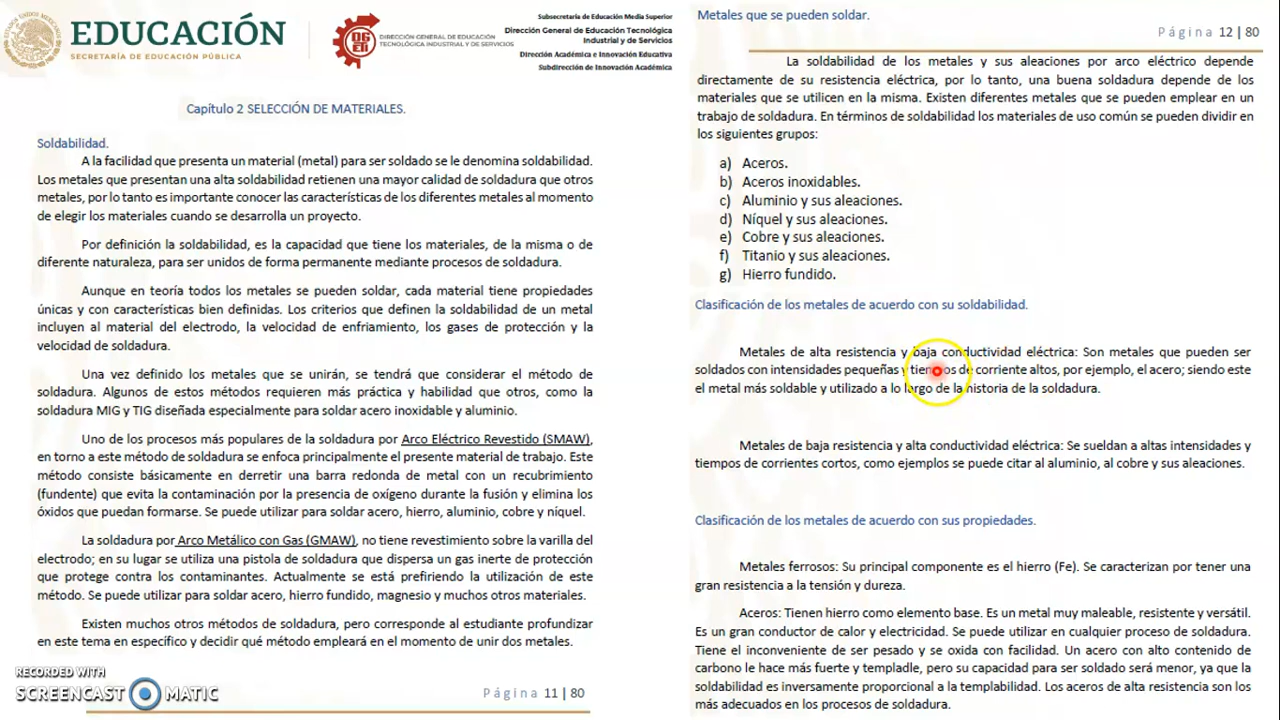 EDUCACIÓN
SECRETARÍA DE EDUCACIÓN PÚBLICA
DGETI
DIRECCIÓN GENERAL DE EDUCACIÓN
TECNOLÓGICA INDUSTRIAL Y DE SERVICIOS
Subsecretaría de Educación Media Superior
Dirección General de Educación Tecnológica
Industrial y de Servicios
Dirección Académica e Innovación Educativa
Subdirección de Innovación Académica
Capítulo 2 SELECCIÓN DE MATERIALES.
Soldabilidad.
A la facilidad que presenta un material (metal) para ser soldado se le denomina soldabilidad.
Los metales que presentan una alta soldabilidad retienen una mayor calidad de soldadura que otros
metales, por lo tanto es importante conocer las características de los diferentes metales al momento
de elegir los materiales cuando se desarrolla un proyecto.
Por definición la soldabilidad, es la capacidad que tiene los materiales, de la misma o de
diferente naturaleza, para ser unidos de forma permanente mediante procesos de soldadura.
Aunque en teoría todos los metales se pueden soldar, cada material tiene propiedades
únicas y con características bien definidas. Los criterios que definen la soldabilidad de un metal
incluyen al material del electrodo, la velocidad de enfriamiento, los gases de protección y la
velocidad de soldadura.
Una vez definido los metales que se unirán, se tendrá que considerar el método de
soldadura. Algunos de estos métodos requieren más práctica y habilidad que otros, como la
soldadura MIG y TIG diseñada especialmente para soldar acero inoxidable y aluminio.
Uno de los procesos más populares de la soldadura por Arco Eléctrico Revestido (SMAW),
en torno a este método de soldadura se enfoca principalmente el presente material de trabajo. Este
método consiste básicamente en derretir una barra redonda de metal con un recubrimiento
(fundente) que evita la contaminación por la presencia de oxígeno durante la fusión y elimina los
óxidos que puedan formarse. Se puede utilizar para soldar acero, hierro, aluminio, cobre y níquel.
La soldadura por Arco Metálico con Gas (GMAW), no tiene revestimiento sobre la varilla del
electrodo; en su lugar se utiliza una pistola de soldadura que dispersa un gas inerte de protección
que protege contra los contaminantes. Actualmente se está prefiriendo la utilización de este
método. Se puede utilizar para soldar acero, hierro fundido, magnesio y muchos otros materiales.
Existen muchos otros métodos de soldadura, pero corresponde al estudiante profundizar
en este tema en específico y decidir qué método empleará en el momento de unir dos metales.
Página 11 | 80
RECORDED WITH
SCREENCAST MATIC
Metales que se pueden soldar.
Página 12 | 80
La soldabilidad de los metales y sus aleaciones por arco eléctrico depende
directamente de su resistencia eléctrica, por lo tanto, una buena soldadura depende de los
materiales que se utilicen en la misma. Existen diferentes metales que se pueden emplear en un
trabajo de soldadura. En términos de soldabilidad los materiales de uso común se pueden dividir en
los siguientes grupos:
a) Aceros.
b) Aceros inoxidables.
c) Aluminio y sus aleaciones.
d) Níquel y sus aleaciones.
e) Cobre y sus aleaciones.
f) Titanio y sus aleaciones.
g) Hierro fundido.
Clasificación de los metales de acuerdo con su soldabilidad.
Metales de alta resistencia y baja conductividad eléctrica: Son metales que pueden ser
soldados con intensidades pequeñas y tiempos de corriente altos, por ejemplo, el acero; siendo este
el metal más soldable y utilizado a lo largo de la historia de la soldadura.
Metales de baja resistencia y alta conductividad eléctrica: Se sueldan a altas intensidades y
tiempos de corrientes cortos, como ejemplos se puede citar al aluminio, al cobre y sus aleaciones.
Clasificación de los metales de acuerdo con sus propiedades.
Metales ferrosos: Su principal componente es el hierro (Fe). Se caracterizan por tener una
gran resistencia a la tensión y dureza.
Aceros: Tienen hierro como elemento base. Es un metal muy maleable, resistente y versátil.
Es un gran conductor de calor y electricidad. Se puede utilizar en cualquier proceso de soldadura.
Tiene el inconveniente de ser pesado y se oxida con facilidad. Un acero con alto contenido de
carbono le hace más fuerte y templadle, pero su capacidad para ser soldado será menor, ya que la
soldabilidad es inversamente proporcional a la templabilidad. Los aceros de alta resistencia son los
más adecuados en los procesos de soldadura.